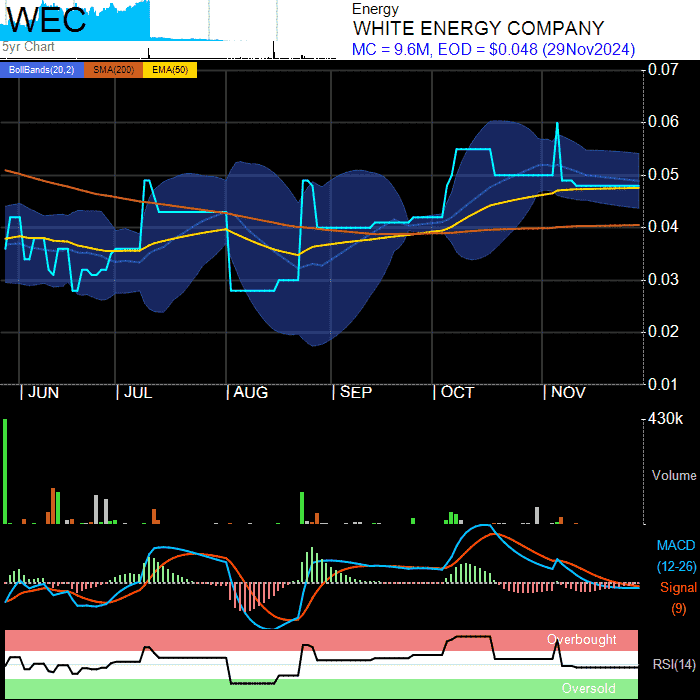 WEC
5yr Chart
Energy
WHITE ENERGY COMPANY
MC = 9.6M, EOD = $0.048 (29Nov2024)
BollBands(20,2) SMA(200) EMA(50)
0.07
0.06
0.05
0.04
0.03
0.02
0.01
JUN JUL AUG SEP OCT NOV
430k
Volume
MACD
(12-26)
Signal
(9)
Overbought
RSI(14)
Oversold